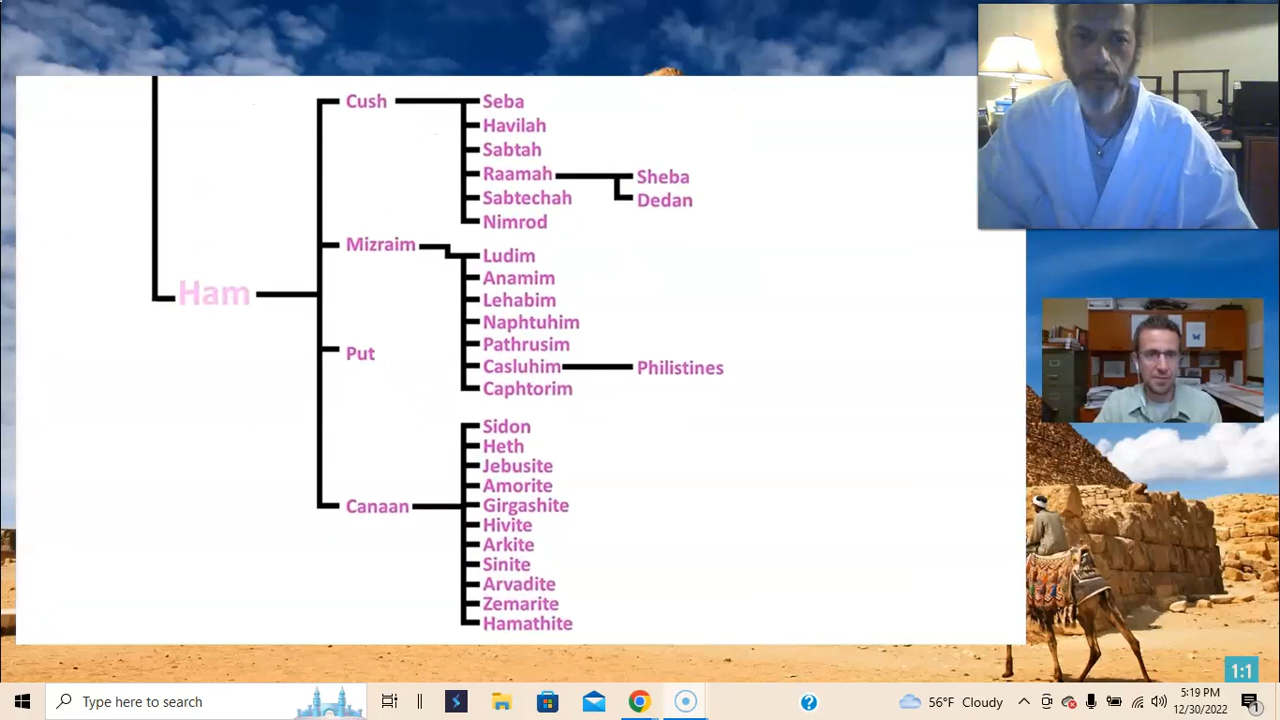 Cush
Seba
Havilah
Sabtah
Raamah
Sheba
Sabtechah
Dedan
Nimrod
Mizraim
Ludim
Anamim
Lehabim
Ham
Naphtuhim
Pathrusim
Put
Casluhim
Philistines
Caphtorim
Sidon
Heth
Jebusite
Amorite
Canaan
Girgashite
Hivite
Arkite
Sinite
Arvadite
Zemarite
Hamathite
1:1
Type here to search
56°F Cloudy
5:19 PM
12/30/2022
1